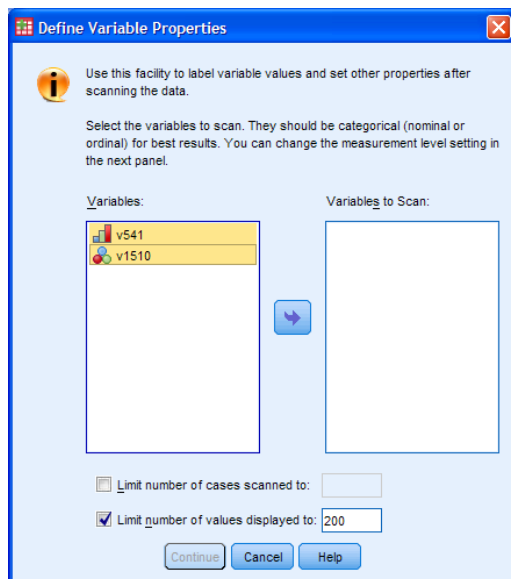 Define Variable Properties
Use this facility to label variable values and set other properties after
scanning the data.
Select the variables to scan. They should be categorical (nominal or
ordinal) for best results. You can change the measurement level setting in
the next panel.
Variables:
Variables to Scan:
v541
v1510
Limit number of cases scanned to:
Limit number of values displayed to: 200
Continue Cancel Help